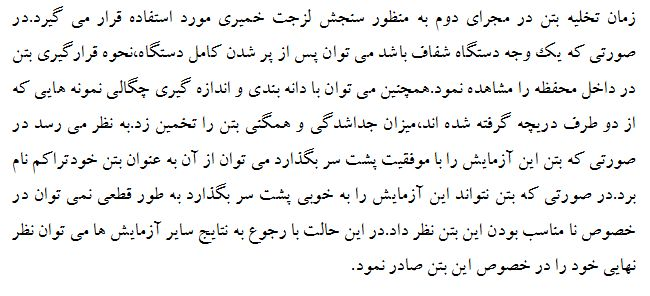 زمان تخلیه بتن در مجرای دوم به منظور سنجش لزجت خمیری مورد استفاده قرار می گیرد.در
صورتی که یک وجه دستگاه شفاف باشد می توان پس از پر شدن کامل دستگاه،نحوه قرارگیری بتن
در داخل محفظه را مشاهده نمود.همچنین می توان با دانه بندی و اندازه گیری چگالی نمونه هایی که
از دو طرف دریچه گرفته شده اند،میزان جداشدگی و همگنی بتن را تخمین زد.به نظر می رسد در
صورتی که بتن این آزمایش را با موفقیت پشت سر بگذارد می توان از آن به عنوان بتن خودتراکم نام
برد.در صورتی که بتن نتواند این آزمایش را به خوبی پشت سر بگذارد به طور قطعی نمی توان در
خصوص نا مناسب بودن این بتن نظر داد.در این حالت با رجوع به نتایج سایر آزمایش ها می توان نظر
نهایی خود را در خصوص این بتن صادر نمود.